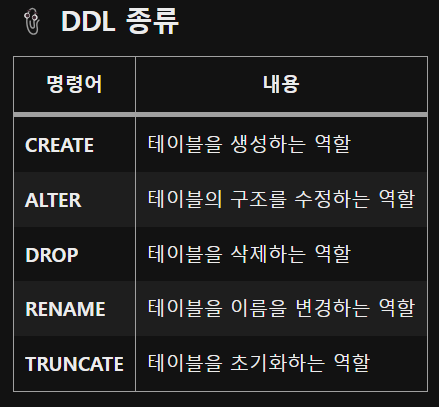 DDL 종류
명령어 내용
CREATE 테이블을 생성하는 역할
ALTER 테이블의 구조를 수정하는 역할
DROP 테이블을 삭제하는 역할
RENAME 테이블을 이름을 변경하는 역할
TRUNCATE 테이블을 초기화하는 역할